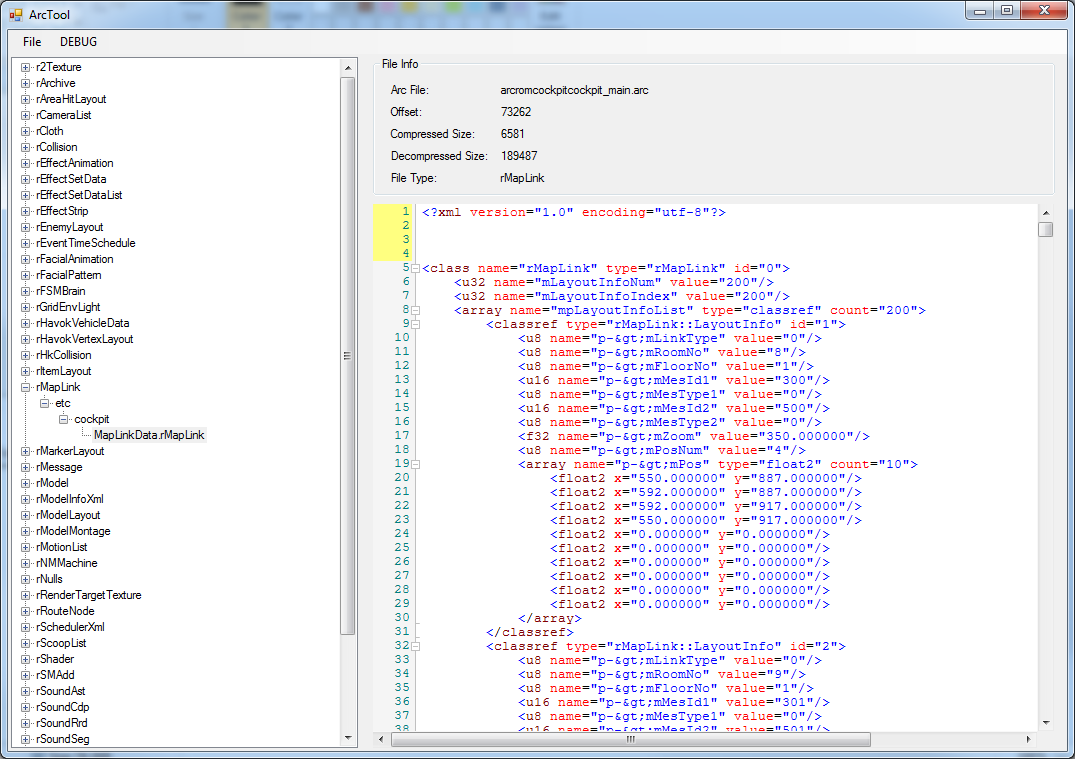 ArcTool
File DEBUG
r2Texture
rArchive
rAreaHitLayout
rCameraList
rCloth
rCollision
rEffectAnimation
rEffectSetData
rEffectSetDataList
rEffectStrip
rEnemyLayout
rEventTimeSchedule
rFacialAnimation
rFacialPattern
rFSMBrain
rGridEnvLight
rHavokVehicleData
rHavokVertexLayout
rHkCollision
rItemLayout
rMapLink
etc
cockpit
MapLinkData.rMapLink
rMarkerLayout
rMessage
rModel
rModelInfoXml
rModelLayout
rModelMontage
rMotionList
rNMMachine
rNulls
rRenderTargetTexture
rRouteNode
rSchedulerXml
rScoopList
rShader
rSMAdd
rSoundAst
rSoundCdp
rSoundRrd
rSoundSeg
File Info
Arc File: arcromcockpitcockpit_main.arc
Offset: 73262
Compressed Size: 6581
Decompressed Size: 189487
File Type: rMapLink
1 <?xml version="1.0" encoding="utf-8"?>
2
3
4
5 <class name="rMapLink" type="rMapLink" id="0">
6 <u32 name="mLayoutInfoNum" value="200"/>
7 <u32 name="mLayoutInfoIndex" value="200"/>
8 <array name="mpLayoutInfoList" type="classref" count="200">
9 <classref type="rMapLink::LayoutInfo" id="1">
10 <u8 name="p-&gt;mLinkType" value="0"/>
11 <u8 name="p-&gt;mRoomNo" value="8"/>
12 <u8 name="p-&gt;mFloorNo" value="1"/>
13 <u16 name="p-&gt;mMesId1" value="300"/>
14 <u8 name="p-&gt;mMesType1" value="0"/>
15 <u16 name="p-&gt;mMesId2" value="500"/>
16 <u8 name="p-&gt;mMesType2" value="0"/>
17 <f32 name="p-&gt;mZoom" value="350.000000"/>
18 <u8 name="p-&gt;mPosNum" value="4"/>
19 <array name="p-&gt;mPos" type="float2" count="10">
20 <float2 x="550.000000" y="887.000000"/>
21 <float2 x="592.000000" y="887.000000"/>
22 <float2 x="592.000000" y="917.000000"/>
23 <float2 x="550.000000" y="917.000000"/>
24 <float2 x="0.000000" y="0.000000"/>
25 <float2 x="0.000000" y="0.000000"/>
26 <float2 x="0.000000" y="0.000000"/>
27 <float2 x="0.000000" y="0.000000"/>
28 <float2 x="0.000000" y="0.000000"/>
29 <float2 x="0.000000" y="0.000000"/>
30 </array>
31 </classref>
32 <classref type="rMapLink::LayoutInfo" id="2">
33 <u8 name="p-&gt;mLinkType" value="0"/>
34 <u8 name="p-&gt;mRoomNo" value="9"/>
35 <u8 name="p-&gt;mFloorNo" value="1"/>
36 <u16 name="p-&gt;mMesId1" value="301"/>
37 <u8 name="p-&gt;mMesType1" value="0"/>
38 <u16 name="p-&gt;mMesId2" value="501"/>